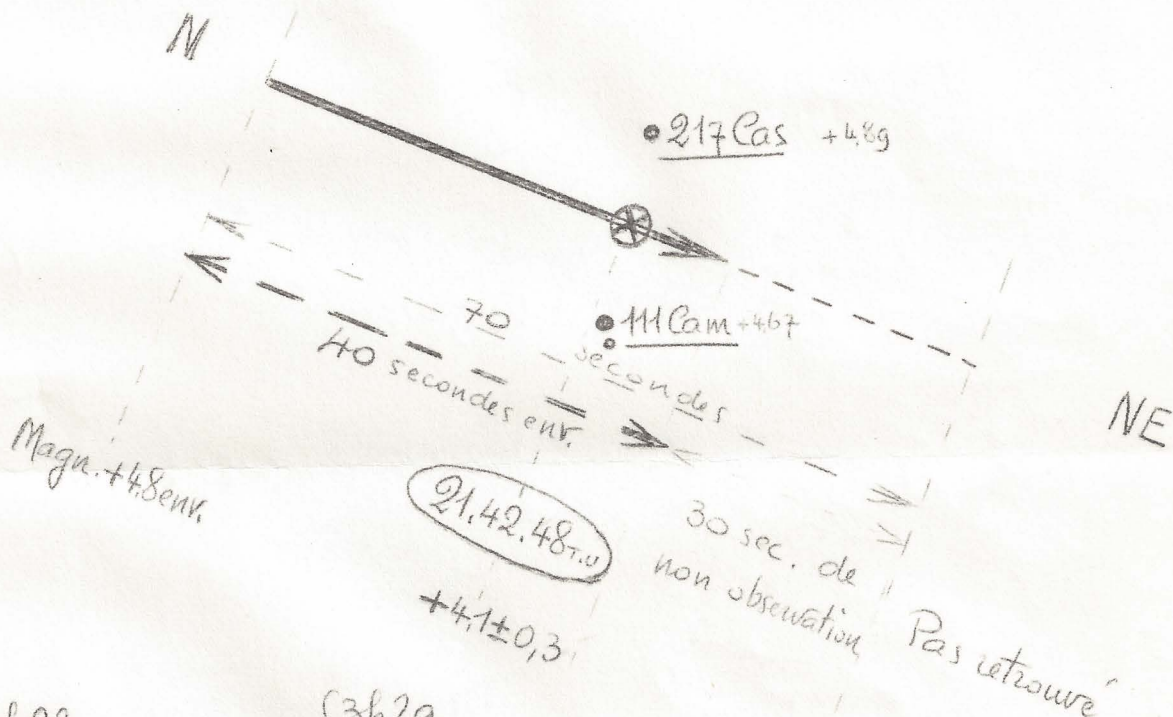 N
217 Cas +4,89
70 secondes
111 Cam +4,67
40 secondes env.
NE
Magn. +4,8 env.
21.42.48 T.U
30 sec. de
non observation
Pas retrouvé
+4,1±0,3
(3h29